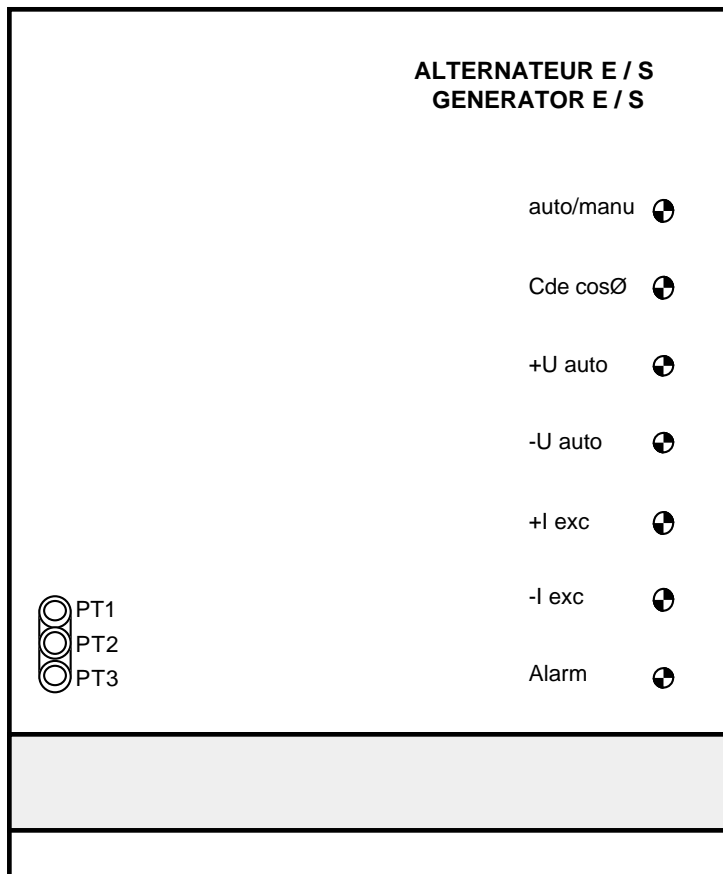 ALTERNATEUR E / S
GENERATOR E / S
auto/manu
Cde cosØ
+U auto
-U auto
+I exc
-I exc
Alarm
PT1
PT2
PT3